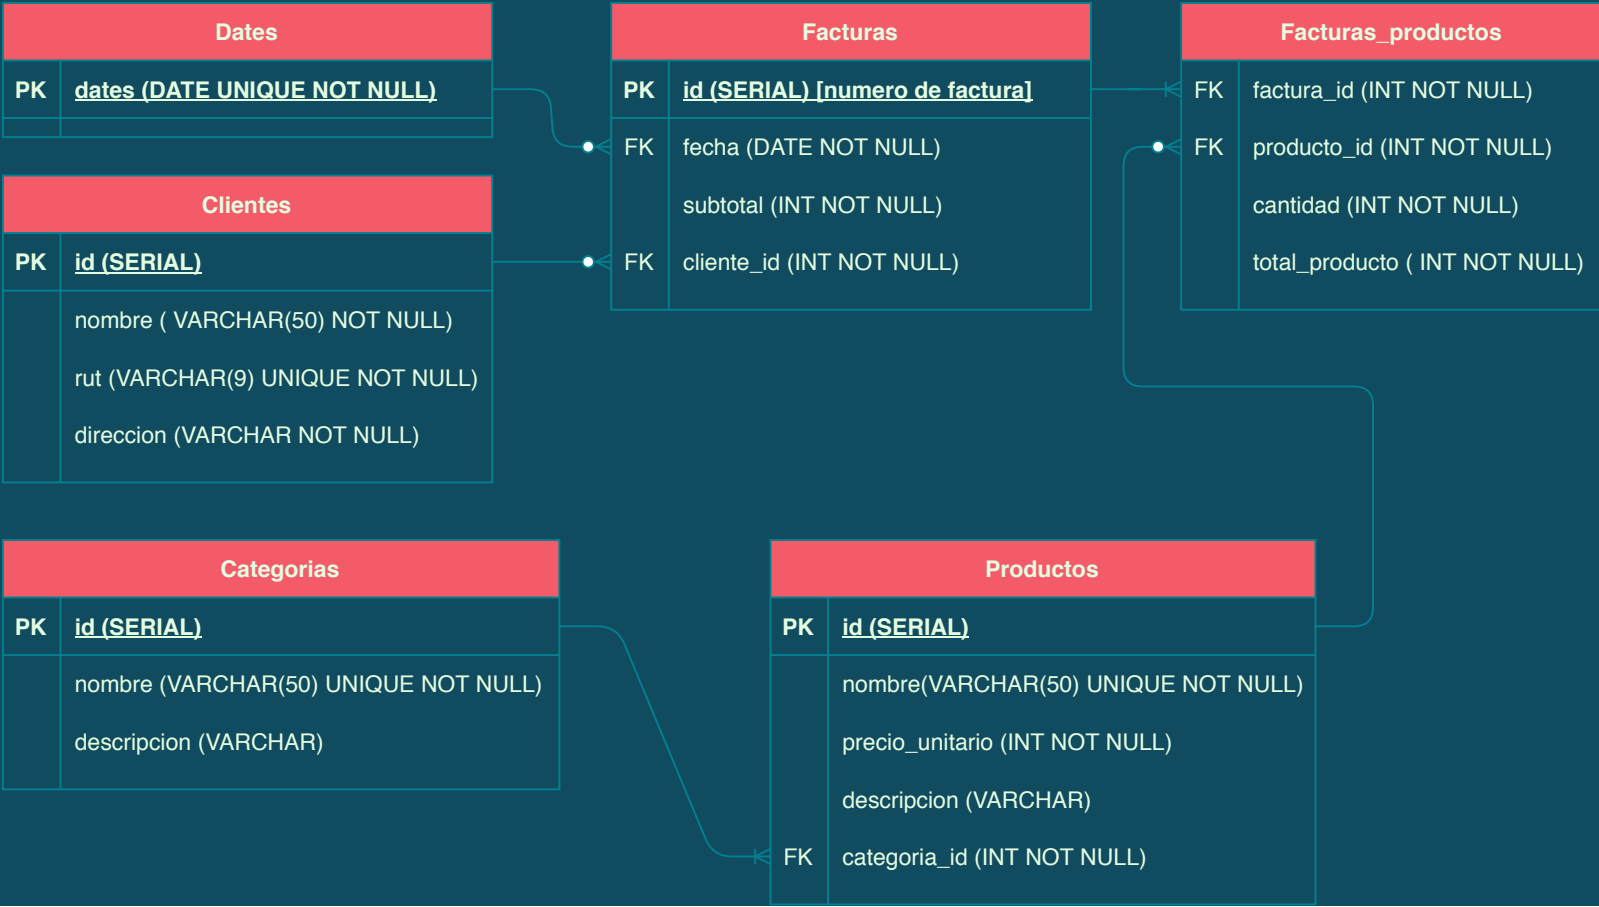 Dates
PK dates (DATE UNIQUE NOT NULL)
Clientes
PK id (SERIAL)
nombre ( VARCHAR(50) NOT NULL)
rut (VARCHAR(9) UNIQUE NOT NULL)
direccion (VARCHAR NOT NULL)
Facturas
PK id (SERIAL) [numero de factura]
FK fecha (DATE NOT NULL)
subtotal (INT NOT NULL)
FK cliente_id (INT NOT NULL)
Facturas_productos
FK factura_id (INT NOT NULL)
FK producto_id (INT NOT NULL)
cantidad (INT NOT NULL)
total_producto ( INT NOT NULL)
Categorias
PK id (SERIAL)
nombre (VARCHAR(50) UNIQUE NOT NULL)
descripcion (VARCHAR)
Productos
PK id (SERIAL)
nombre(VARCHAR(50) UNIQUE NOT NULL)
precio_unitario (INT NOT NULL)
descripcion (VARCHAR)
FK categoria_id (INT NOT NULL)